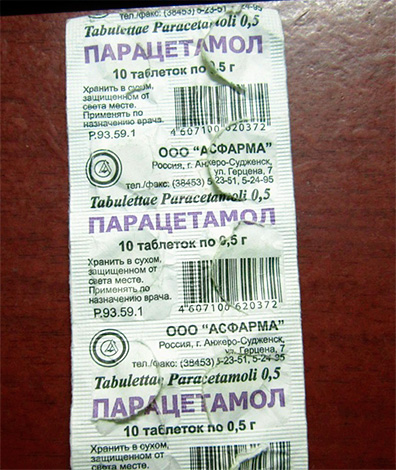 тел./факс: (38453) 5-23-51, 5-24-95
Tabulettae Paracetamoli 0,5
ПАРАЦЕТАМОЛ
10 таблеток по 0,5 г
Хранить в сухом,
защищенном от
света месте.
Применять по
назначению врача.
Р.93.59.1
4 607100 620372
ООО "АСФАРМА"
Россия, г. Анжеро-Судженск,
ул. Герцена, 7
тел./факс: (38453) 5-23-51, 5-24-95
Tabulettae Paracetamoli 0,5
ПАРАЦЕТАМОЛ
10 таблеток по 0,5 г
Хранить в сухом,
защищенном от
света месте.
Применять по
назначению врача.
Р.93.59.1
4 607100 620372
ООО "АСФАРМА"
Россия, г. Анжеро-Судженск,
ул. Герцена, 7
тел./факс: (38453) 5-23-51, 5-24-95
Tabulettae Paracetamoli 0,5
ПАРАЦЕТАМОЛ
10 таблеток по 0,5 г
Хранить в сухом,
защищенном от
света месте.